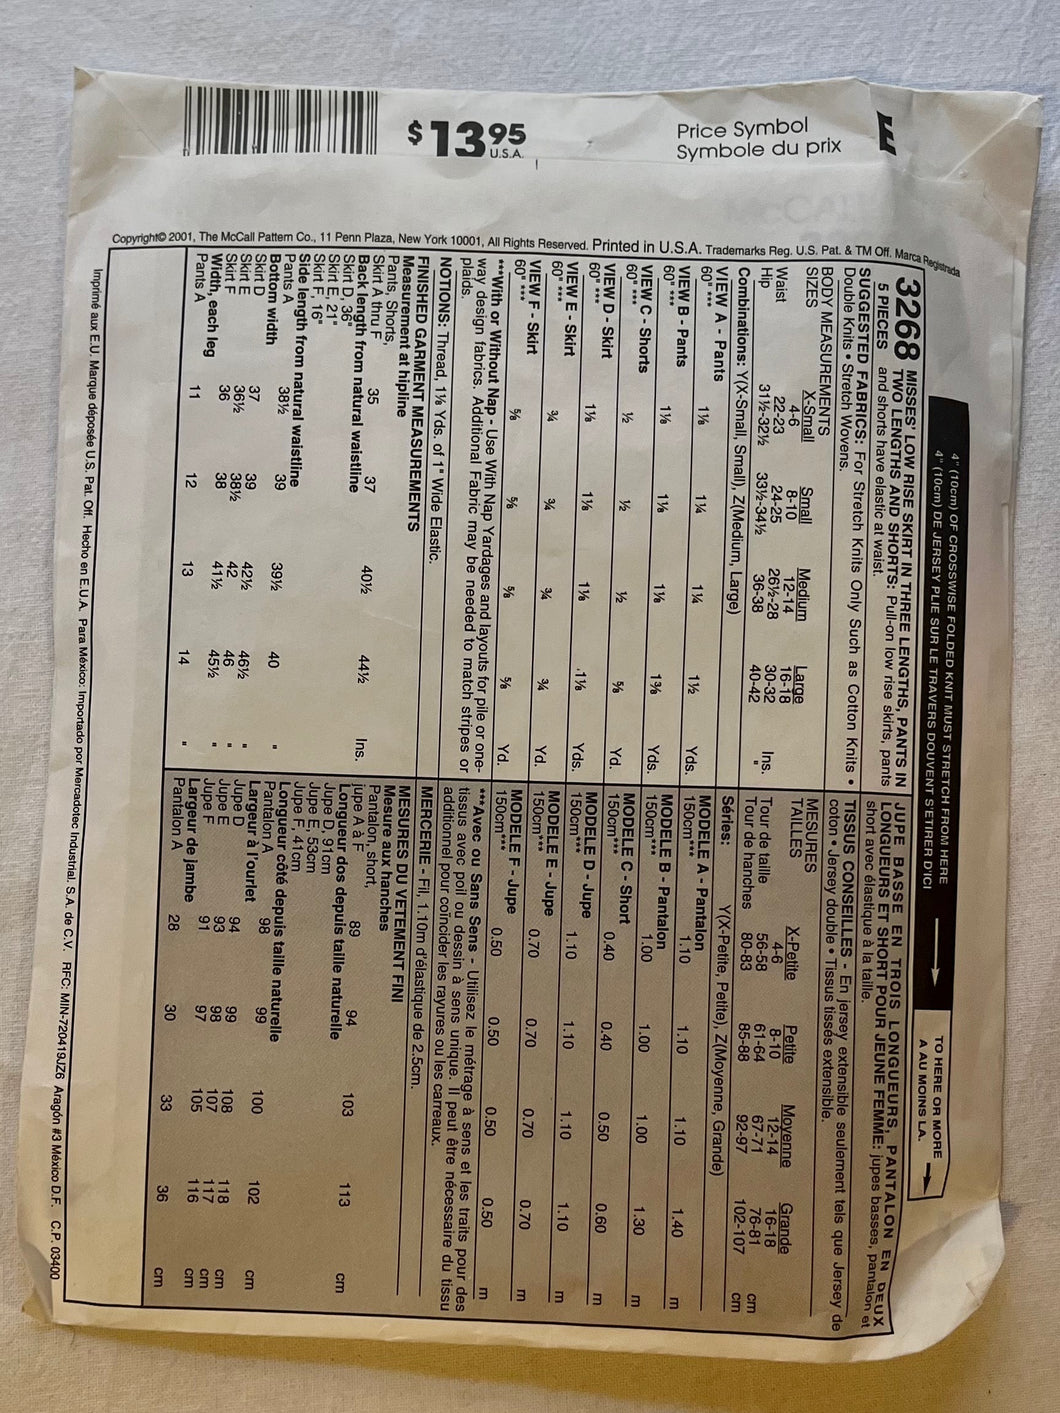 E
Price Symbol
Symbole du prix
$13.95
U.S.A.
Copyright© 2001, The McCall Pattern Co., 11 Penn Plaza, New York 10001, All Rights Reserved. Printed in U.S.A. Trademarks Reg. U.S. Pat. & TM Off. Marca Registrada
4" (10cm) OF CROSSWISE FOLDED KNIT MUST STRETCH FROM HERE
4" (10cm) DE JERSEY PLIE SUR LE TRAVERS DOUVENT S'ETIRER D'ICI
TO HERE OR MORE
A AU MOINS LA.
3268 MISSES' LOW RISE SKIRT IN THREE LENGTHS, PANTS IN
TWO LENGTHS AND SHORTS: Pull-on low rise skirts, pants
5 PIECES and shorts have elastic at waist.
SUGGESTED FABRICS: For Stretch Knits Only Such as Cotton Knits •
Double Knits • Stretch Wovens.
BODY MEASUREMENTS
X-Small Small Medium Large
SIZES 4-6 8-10 12-14 16-18
Waist 22-23 24-25 26½-28 30-32 Ins.
Hip 31½-32½ 33½-34½ 36-38 40-42 "
Combinations: Y(X-Small, Small), Z(Medium, Large)
VIEW A - Pants
60" *** 1⅛ 1¼ 1¼ 1½ Yds.
VIEW B - Pants
60" *** 1⅛ 1⅛ 1⅛ 1⅜ Yds.
VIEW C - Shorts
60" *** ½ ½ ½ ⅝ Yd.
VIEW D - Skirt
60" *** 1⅛ 1⅛ 1⅛ 1⅛ Yds.
VIEW E - Skirt
60" *** ¾ ¾ ¾ ¾ Yd.
VIEW F - Skirt
60" *** ⅝ ⅝ ⅝ ⅝ Yd.
***With or Without Nap - Use With Nap Yardages and layouts for pile or one-
way design fabrics. Additional Fabric may be needed to match stripes or
plaids.
NOTIONS: Thread, 1⅛ Yds. of 1" Wide Elastic.
FINISHED GARMENT MEASUREMENTS
Measurement at hipline
Pants, Shorts,
Skirt A thru F 35 37 40½ 44½ Ins.
Back length from natural waistline
Skirt D, 36"
Skirt E, 21"
Skirt F, 16"
Side length from natural waistline
Pants A 38½ 39 39½ 40 "
Bottom width
Skirt D 37 39 42½ 46½ "
Skirt E 36½ 38½ 42 46 "
Skirt F 36 38 41½ 45½ "
Width, each leg
Pants A 11 12 13 14 "
JUPE BASSE EN TROIS LONGUEURS, PANTALON EN DEUX
LONGUEURS ET SHORT POUR JEUNE FEMME: jupes basses, pantalon et
short avec élastique à la taille.
TISSUS CONSEILLES - En jersey extensible seulement tels que Jersey de
coton • Jersey double • Tissus tissés extensible.
MESURES
X-Petite Petite Moyenne Grande
TAILLES 4-6 8-10 12-14 16-18
Tour de taille 56-58 61-64 67-71 76-81 cm
Tour de hanches 80-83 85-88 92-97 102-107 cm
Séries: Y(X-Petite, Petite), Z(Moyenne, Grande)
MODELE A - Pantalon
150cm*** 1.10 1.10 1.10 1.40 m
MODELE B - Pantalon
150cm*** 1.00 1.00 1.00 1.30 m
MODELE C - Short
150cm*** 0.40 0.40 0.50 0.60 m
MODELE D - Jupe
150cm*** 1.10 1.10 1.10 1.10 m
MODELE E - Jupe
150cm*** 0.70 0.70 0.70 0.70 m
MODELE F - Jupe
150cm*** 0.50 0.50 0.50 0.50 m
***Avec ou Sans Sens - Utilisez le métrage à sens et les traits pour des
tissus avec poil ou dessin à sens unique. Il peut être nécessaire du tissu
additionnel pour coincider les rayures ou les carreaux.
MERCERIE - Fil, 1.10m d'élastique de 2.5cm.
MESURES DU VETEMENT FINI
Mesure aux hanches
Pantalon, short,
jupe A à F 89 94 103 113 cm
Longueur dos depuis taille naturelle
Jupe D, 91cm
Jupe E, 53cm
Jupe F, 41cm
Longueur côté depuis taille naturelle
Pantalon A 98 99 100 102 cm
Largeur à l'ourlet
Jupe D 94 99 108 118 cm
Jupe E 93 98 107 117 cm
Jupe F 91 97 105 116 cm
Largeur de jambe
Pantalon A 28 30 33 36 cm
Imprimé aux E.U. Marque déposée U.S. Pat. Off. Hecho en E.U.A. Para México: Importado por Mercadotec Industrial, S.A. de C.V. RFC: MIN-720419JZ6 Aragón #3 México D.F. C.P. 03400